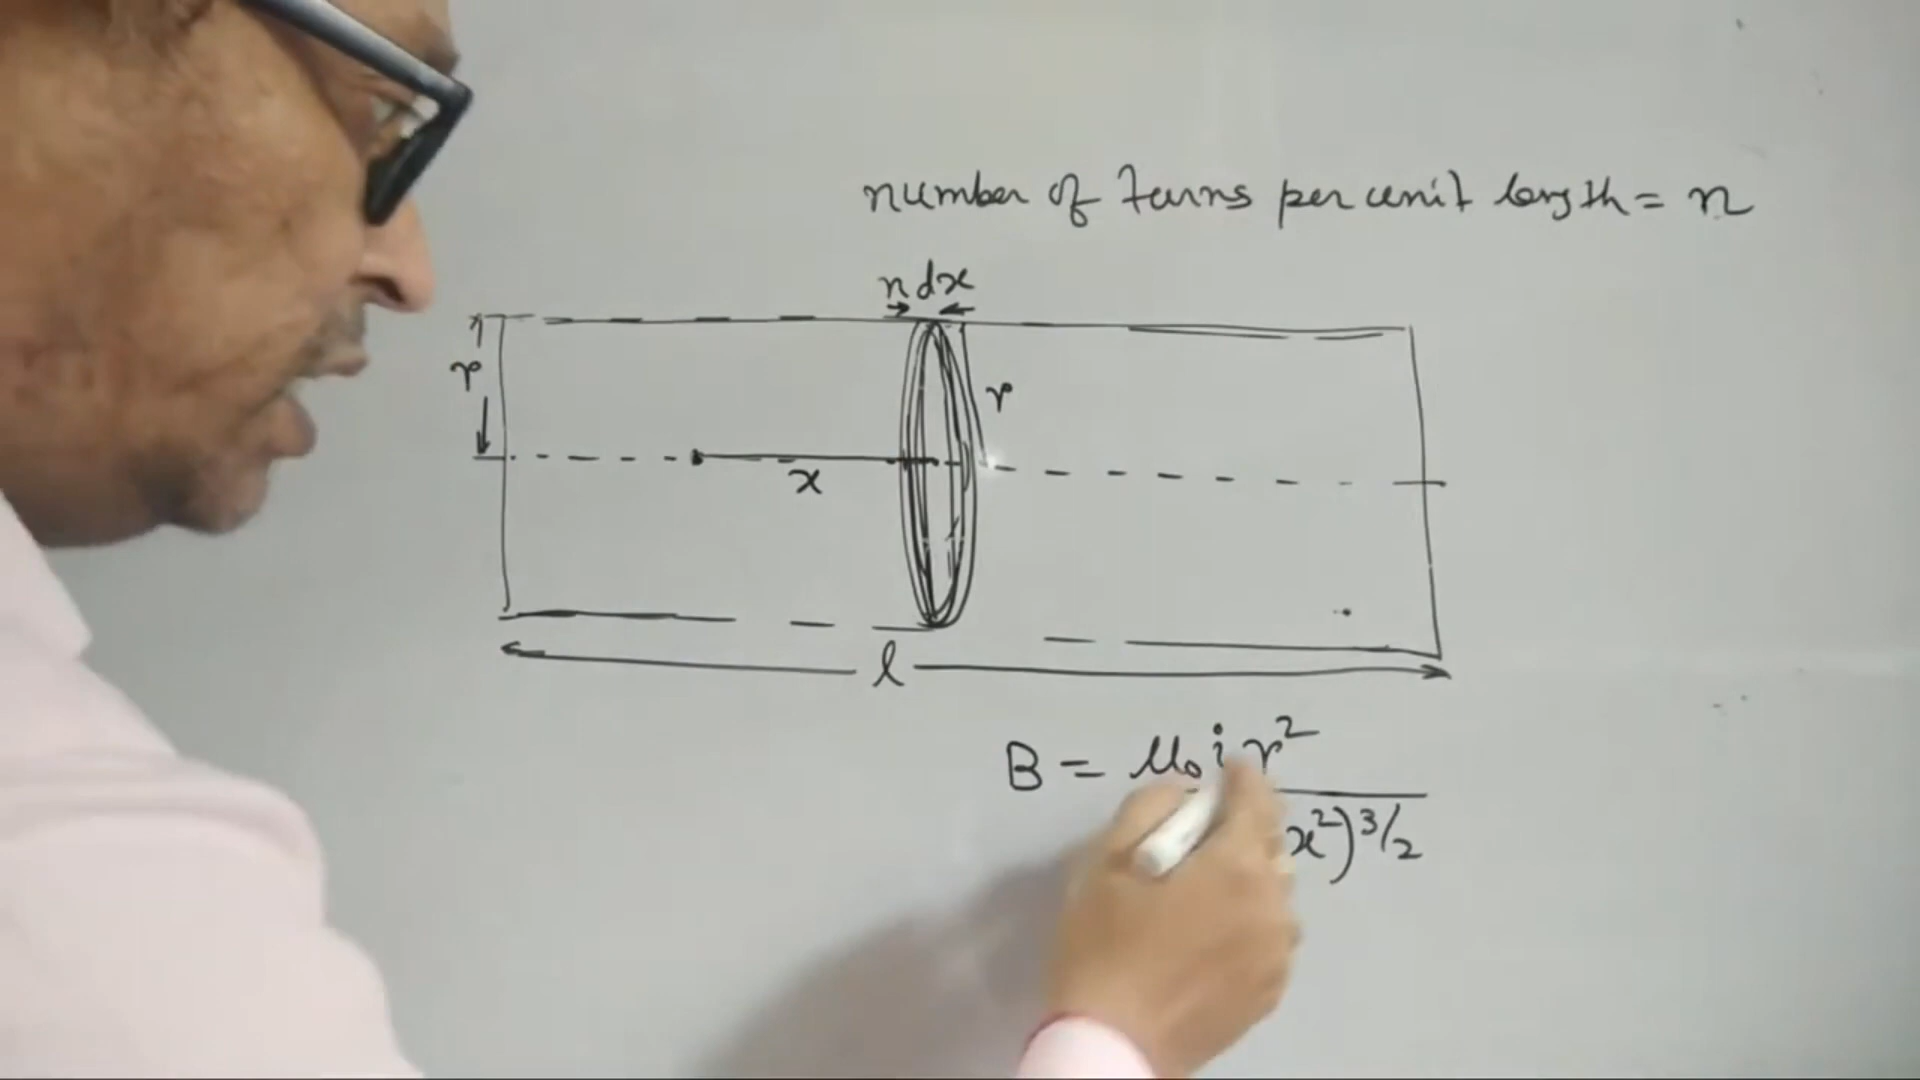 number of turns per unit length = n
n dx
r
r
x
l
B = μ₀ i r²
x²)3/2